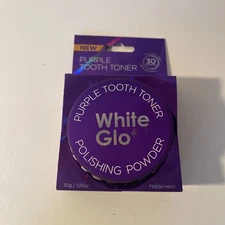 NEW
PURPLE
TOOTH TONER
30
PURPLE TOOTH TONER
White
Glo
POLISHING POWDER
FRESH MINT